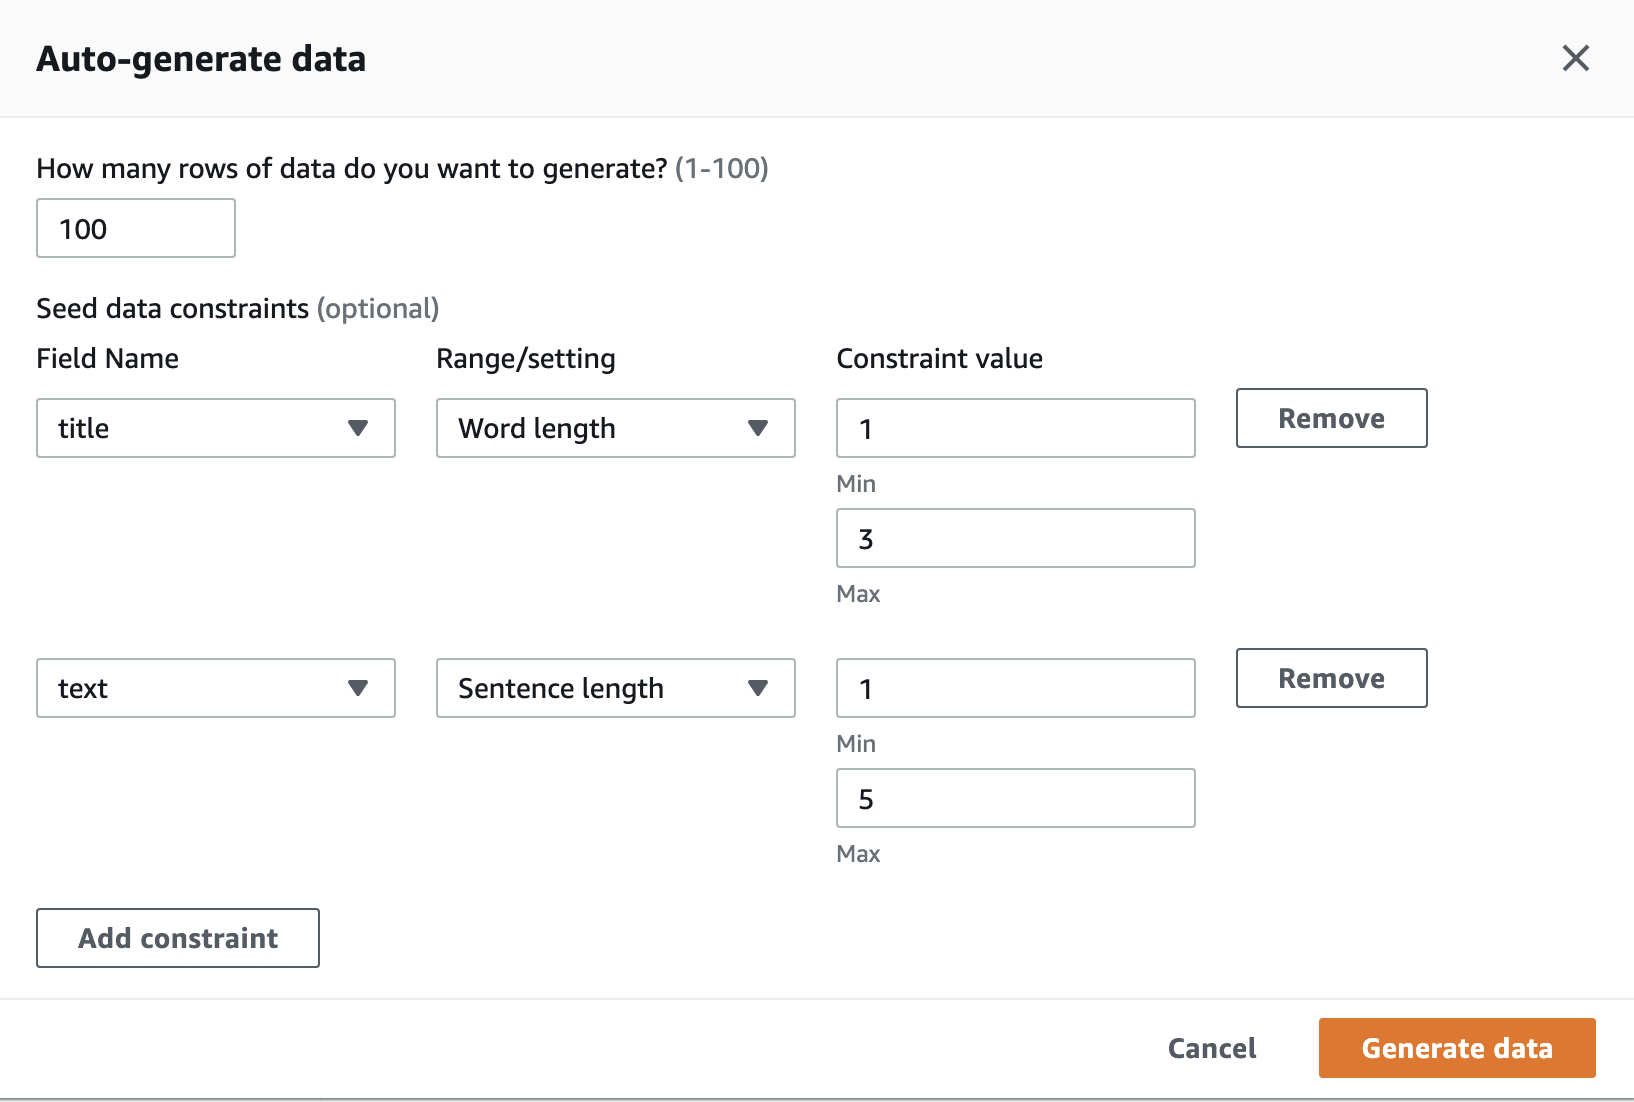 Auto-generate data
How many rows of data do you want to generate? (1-100)
100
Seed data constraints (optional)
Field Name Range/setting Constraint value
title Word length 1 Remove
Min
3
Max
text Sentence length 1 Remove
Min
5
Max
Add constraint
Cancel Generate data